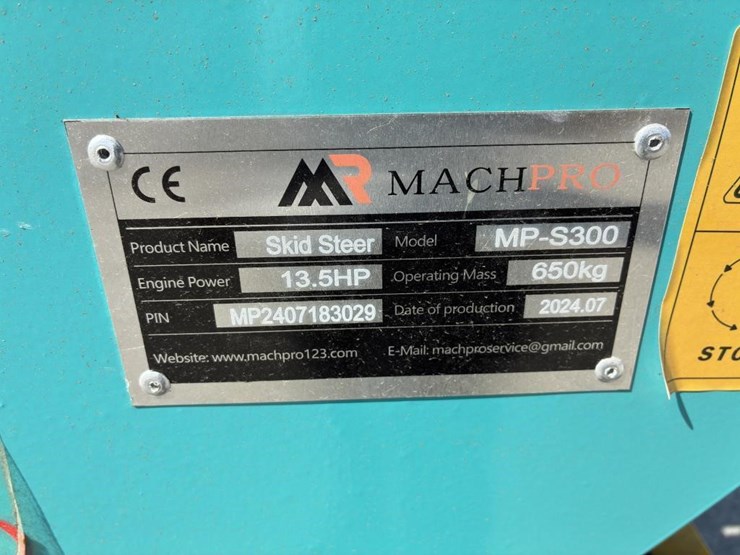 CE MR MACHPRO
Product Name Skid Steer Model MP-S300
Engine Power 13.5HP Operating Mass 650kg
PIN MP2407183029 Date of production 2024.07
Website: www.machpro123.com E-Mail: machproservice@gmail.com